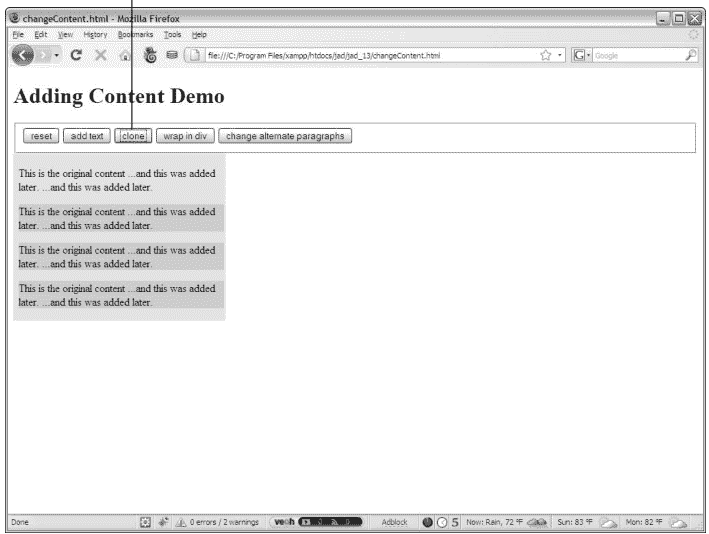 changeContent.html - Mozilla Firefox
File Edit View History Bookmarks Tools Help
file:///C:/Program Files/xampp/htdocs/jad/jad_13/changeContent.html
G Google
Adding Content Demo
reset add text clone wrap in div change alternate paragraphs
This is the original content ...and this was added
later. ...and this was added later.
This is the original content ...and this was added
later. ...and this was added later.
This is the original content ...and this was added
later. ...and this was added later.
This is the original content ...and this was added
later. ...and this was added later.
Done 0 errors / 2 warnings veoh Adblock 5 Now: Rain, 72 °F Sun: 83 °F Mon: 82 °F